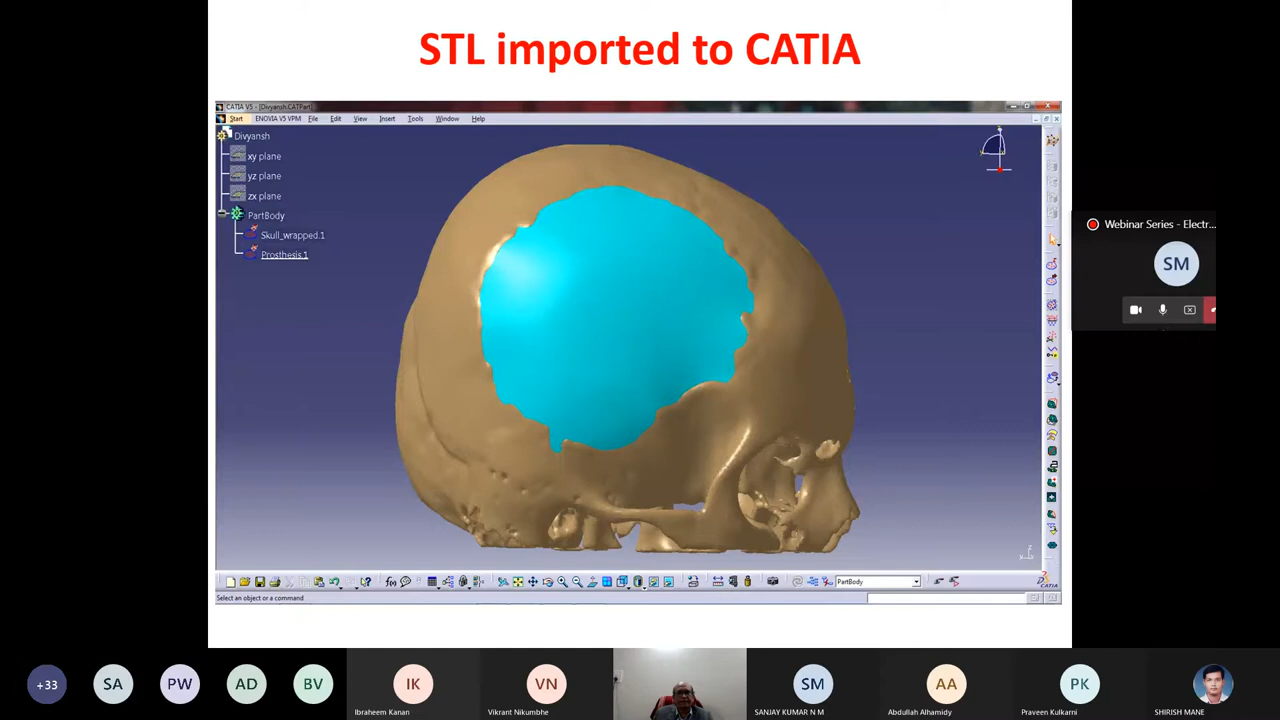 STL imported to CATIA
CATIA V5 - [Divyansh.CATPart]
Start ENOVIA V5 VPM File Edit View Insert Tools Window Help
Divyansh
xy plane
yz plane
zx plane
PartBody
Skull_wrapped.1
Prosthesis.1
f(x)
PartBody
CATIA
Select an object or a command
Webinar Series - Electr...
SM
+33
SA
PW
AD
BV
IK
Ibraheem Kanan
VN
Vikrant Nikumbhe
SM
SANJAY KUMAR N M
AA
Abdullah Alhamidy
PK
Praveen Kulkarni
SHIRISH MANE